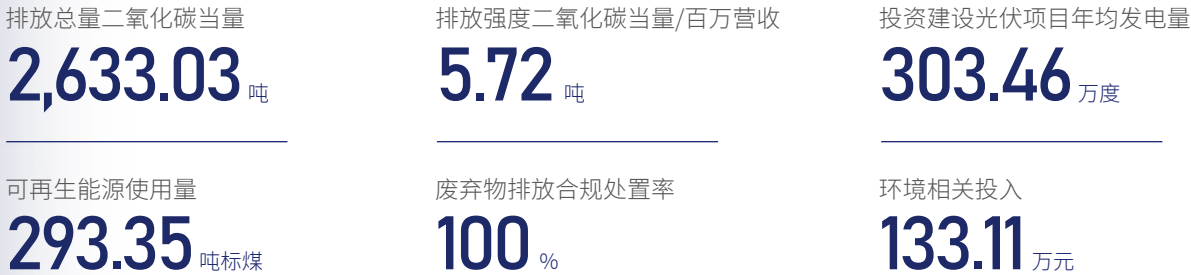 排放总量二氧化碳当量
2,633.03 吨
排放强度二氧化碳当量/百万营收
5.72 吨
投资建设光伏项目年均发电量
303.46 万度
可再生能源使用量
293.35 吨标煤
废弃物排放合规处置率
100 %
环境相关投入
133.11 万元